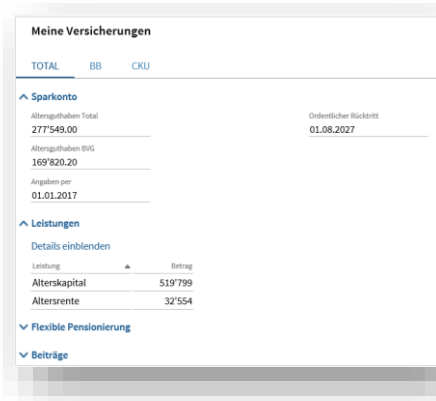 Meine Versicherungen
TOTAL BB CKU
Sparkonto
Altersguthaben Total Ordentlicher Rücktritt
277'549.00 01.08.2027
Altersguthaben BVG
169'820.20
Angaben per
01.01.2017
Leistungen
Details einblenden
Leistung Betrag
Alterskapital 519'799
Altersrente 32'554
Flexible Pensionierung
Beiträge